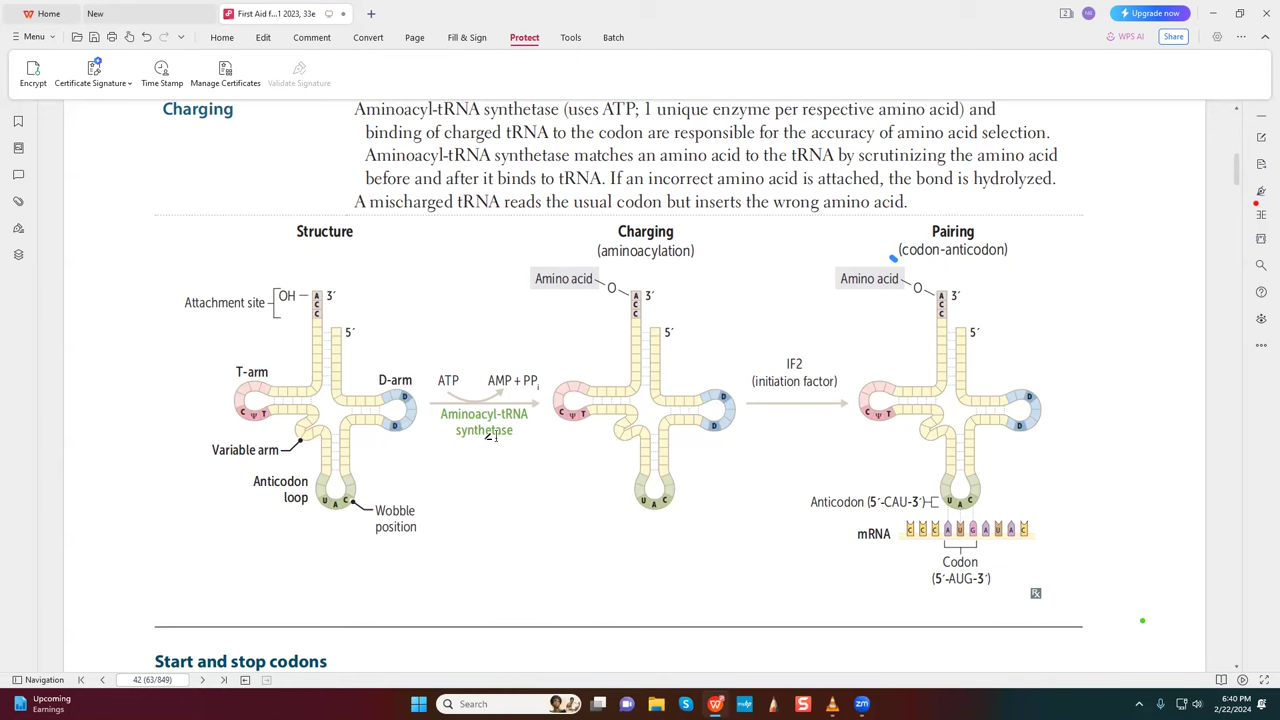 Home
New
First Aid f...1 2023, 33e
2
Upgrade now
Menu
Home Edit Comment Convert Page Fill & Sign Protect Tools Batch
WPS AI
Share
Encrypt
Certificate Signature
Time Stamp
Manage Certificates
Validate Signature
Charging
Aminoacyl-tRNA synthetase (uses ATP; 1 unique enzyme per respective amino acid) and
binding of charged tRNA to the codon are responsible for the accuracy of amino acid selection.
Aminoacyl-tRNA synthetase matches an amino acid to the tRNA by scrutinizing the amino acid
before and after it binds to tRNA. If an incorrect amino acid is attached, the bond is hydrolyzed.
A mischarged tRNA reads the usual codon but inserts the wrong amino acid.
Structure
Attachment site
OH
A
C
C
3´
5´
T-arm
D-arm
C Ψ T
D
D
Variable arm
Anticodon
loop
U A C
Wobble
position
ATP
AMP + PPi
Aminoacyl-tRNA
synthetase
Charging
(aminoacylation)
Amino acid
O
A
C
C
3´
5´
C Ψ T
D
D
U A C
IF2
(initiation factor)
Pairing
(codon-anticodon)
Amino acid
O
A
C
C
3´
5´
C Ψ T
D
D
Anticodon (5´-CAU-3´)
U A C
mRNA
C C C A U G A U A C
Codon
(5´-AUG-3´)
Rx
Start and stop codons
Navigation
42 (63/849)
Upcoming
Earnings
Search
zm
6:40 PM
2/22/2024